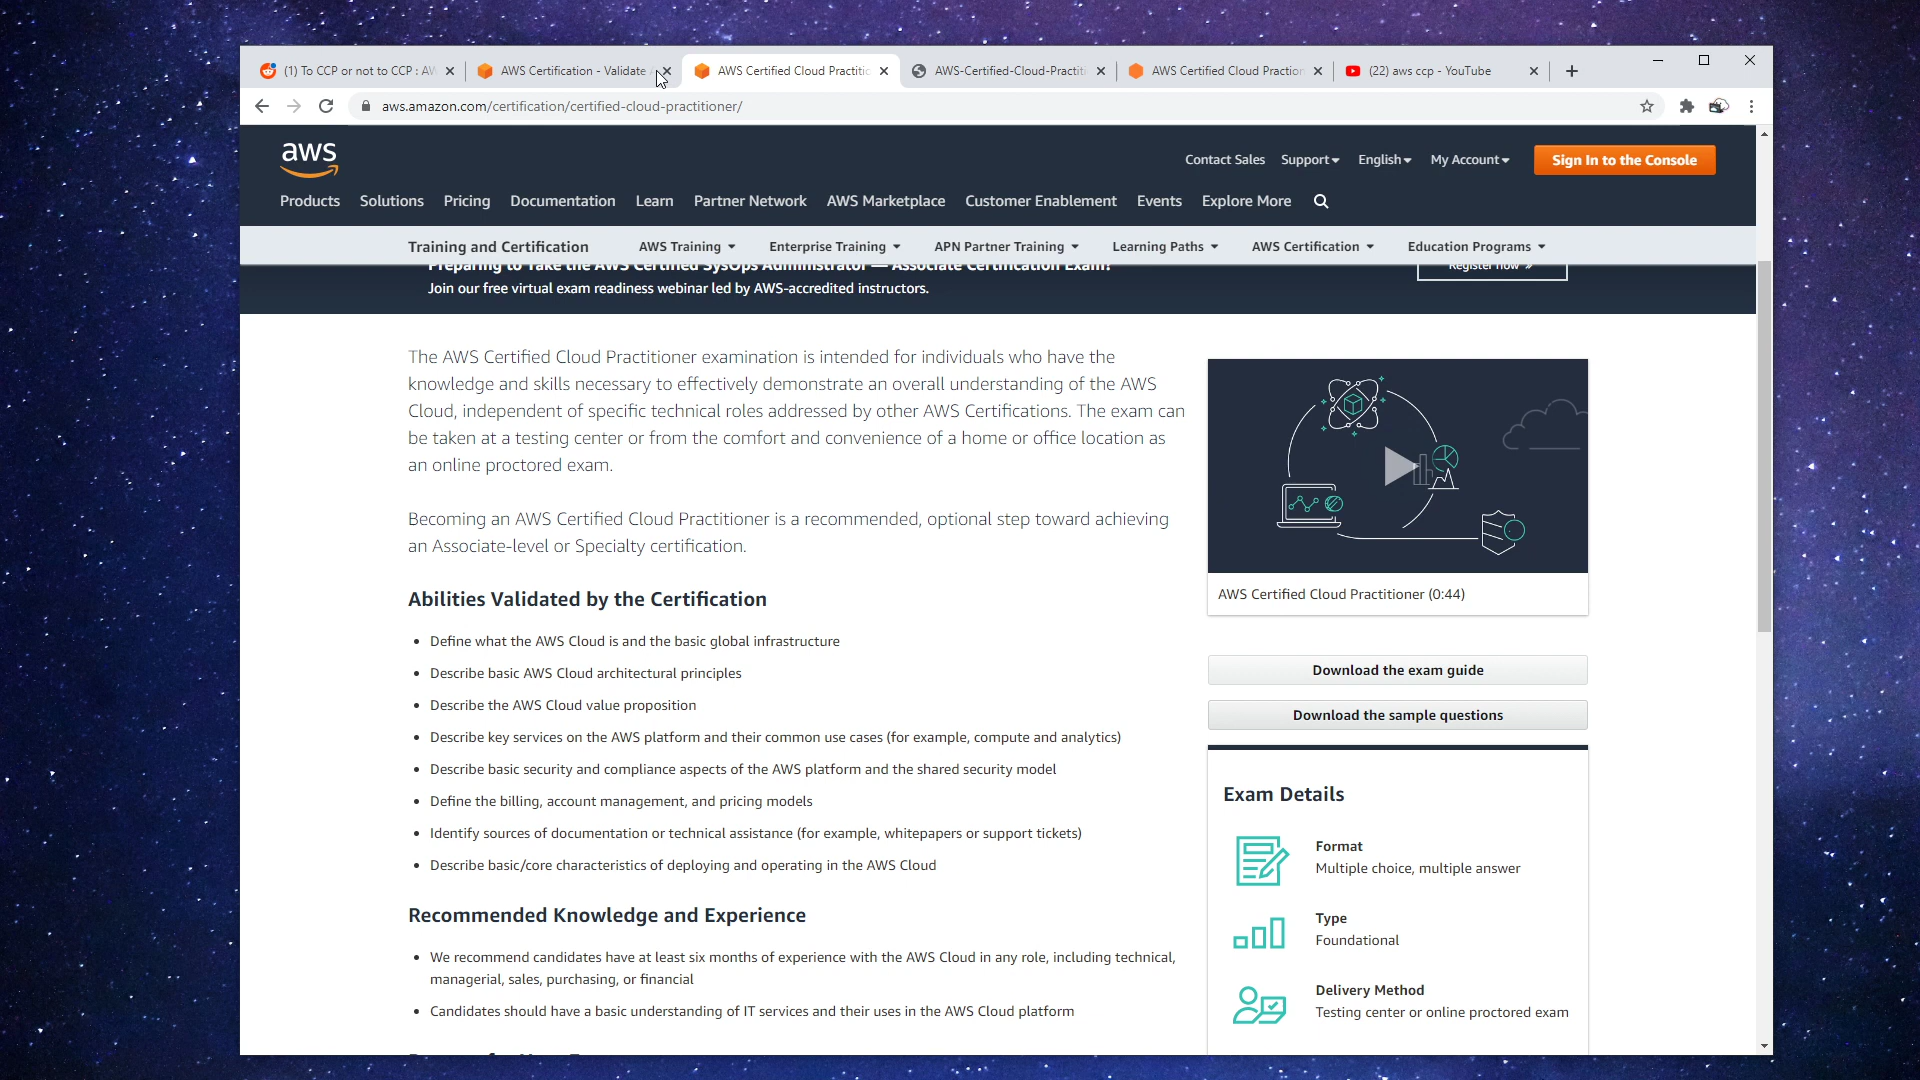 (1) To CCP or not to CCP : AW
AWS Certification - Validate
AWS Certified Cloud Practitio
AWS-Certified-Cloud-Practiti
AWS Certified Cloud Praction
(22) aws ccp - YouTube
aws.amazon.com/certification/certified-cloud-practitioner/
aws
Contact Sales Support English My Account Sign In to the Console
Products Solutions Pricing Documentation Learn Partner Network AWS Marketplace Customer Enablement Events Explore More
Training and Certification AWS Training Enterprise Training APN Partner Training Learning Paths AWS Certification Education Programs
Preparing to Take the AWS Certified SysOps Administrator — Associate Certification Exam?
Register now »
Join our free virtual exam readiness webinar led by AWS-accredited instructors.
The AWS Certified Cloud Practitioner examination is intended for individuals who have the
knowledge and skills necessary to effectively demonstrate an overall understanding of the AWS
Cloud, independent of specific technical roles addressed by other AWS Certifications. The exam can
be taken at a testing center or from the comfort and convenience of a home or office location as
an online proctored exam.
Becoming an AWS Certified Cloud Practitioner is a recommended, optional step toward achieving
an Associate-level or Specialty certification.
Abilities Validated by the Certification
• Define what the AWS Cloud is and the basic global infrastructure
• Describe basic AWS Cloud architectural principles
• Describe the AWS Cloud value proposition
• Describe key services on the AWS platform and their common use cases (for example, compute and analytics)
• Describe basic security and compliance aspects of the AWS platform and the shared security model
• Define the billing, account management, and pricing models
• Identify sources of documentation or technical assistance (for example, whitepapers or support tickets)
• Describe basic/core characteristics of deploying and operating in the AWS Cloud
Recommended Knowledge and Experience
• We recommend candidates have at least six months of experience with the AWS Cloud in any role, including technical,
managerial, sales, purchasing, or financial
• Candidates should have a basic understanding of IT services and their uses in the AWS Cloud platform
AWS Certified Cloud Practitioner (0:44)
Download the exam guide
Download the sample questions
Exam Details
Format
Multiple choice, multiple answer
Type
Foundational
Delivery Method
Testing center or online proctored exam